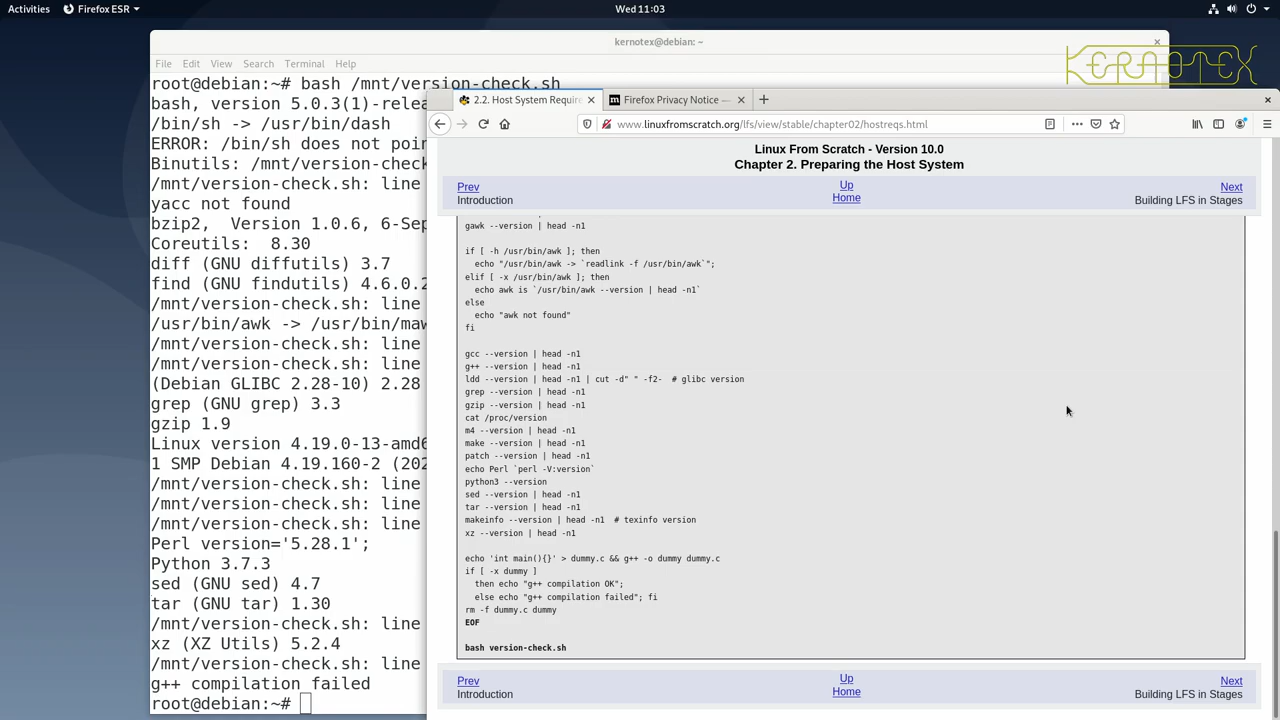 Activities
Firefox ESR
Wed 11:03
kernotex@debian: ~
KERNOTEX
File Edit View Search Terminal Help
root@debian:~# bash /mnt/version-check.sh
bash, version 5.0.3(1)-relea
/bin/sh -> /usr/bin/dash
ERROR: /bin/sh does not poin
Binutils: /mnt/version-check
/mnt/version-check.sh: line
yacc not found
bzip2,  Version 1.0.6, 6-Sep
Coreutils:  8.30
diff (GNU diffutils) 3.7
find (GNU findutils) 4.6.0.2
/mnt/version-check.sh: line
/usr/bin/awk -> /usr/bin/maw
/mnt/version-check.sh: line
/mnt/version-check.sh: line
(Debian GLIBC 2.28-10) 2.28
grep (GNU grep) 3.3
gzip 1.9
Linux version 4.19.0-13-amd6
1 SMP Debian 4.19.160-2 (202
/mnt/version-check.sh: line
/mnt/version-check.sh: line
/mnt/version-check.sh: line
Perl version='5.28.1';
Python 3.7.3
sed (GNU sed) 4.7
tar (GNU tar) 1.30
/mnt/version-check.sh: line
xz (XZ Utils) 5.2.4
/mnt/version-check.sh: line
g++ compilation failed
root@debian:~#
2.2. Host System Require
Firefox Privacy Notice —
www.linuxfromscratch.org/lfs/view/stable/chapter02/hostreqs.html
Linux From Scratch - Version 10.0
Chapter 2. Preparing the Host System
Prev Up Next
Introduction Home Building LFS in Stages
gawk --version | head -n1
if [ -h /usr/bin/awk ]; then
echo "/usr/bin/awk -> `readlink -f /usr/bin/awk`";
elif [ -x /usr/bin/awk ]; then
echo awk is `/usr/bin/awk --version | head -n1`
else
echo "awk not found"
fi
gcc --version | head -n1
g++ --version | head -n1
ldd --version | head -n1 | cut -d" " -f2-  # glibc version
grep --version | head -n1
gzip --version | head -n1
cat /proc/version
m4 --version | head -n1
make --version | head -n1
patch --version | head -n1
echo Perl `perl -V:version`
python3 --version
sed --version | head -n1
tar --version | head -n1
makeinfo --version | head -n1  # texinfo version
xz --version | head -n1
echo 'int main(){}' > dummy.c && g++ -o dummy dummy.c
if [ -x dummy ]
then echo "g++ compilation OK";
else echo "g++ compilation failed"; fi
rm -f dummy.c dummy
EOF
bash version-check.sh
Prev Up Next
Introduction Home Building LFS in Stages